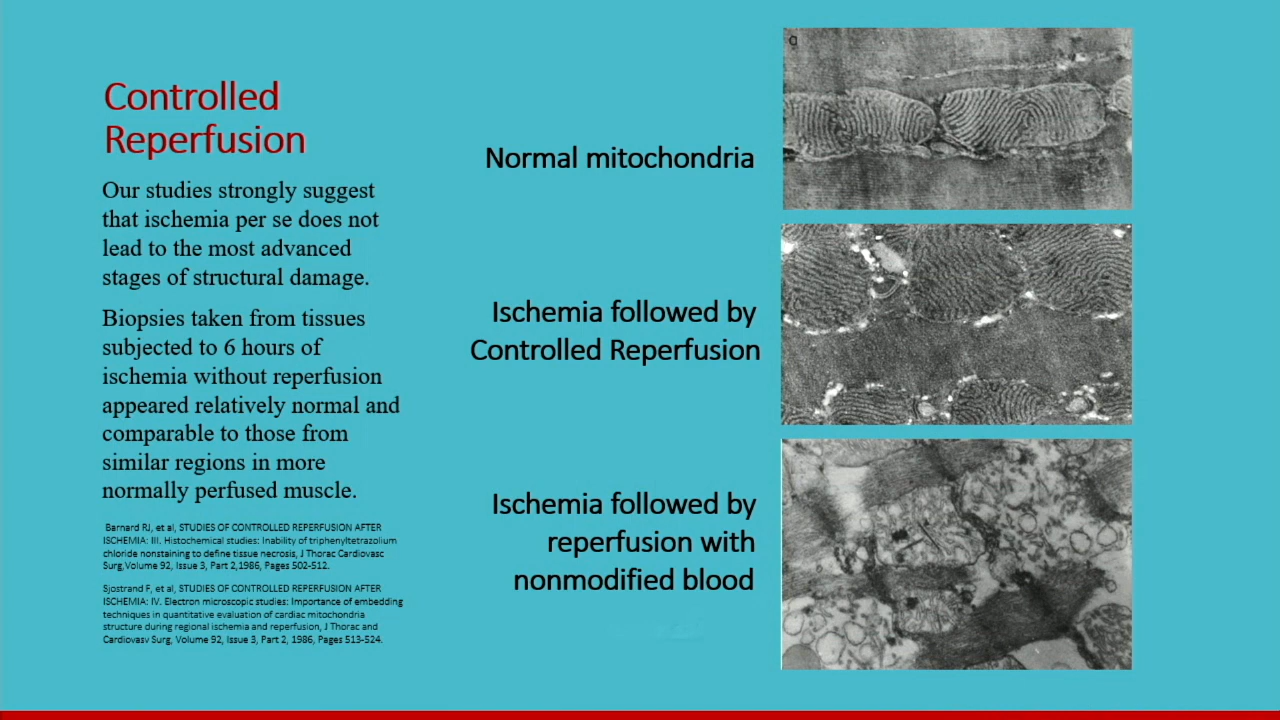 Controlled
Reperfusion
Our studies strongly suggest
that ischemia per se does not
lead to the most advanced
stages of structural damage.
Biopsies taken from tissues
subjected to 6 hours of
ischemia without reperfusion
appeared relatively normal and
comparable to those from
similar regions in more
normally perfused muscle.
Barnard RJ, et al, STUDIES OF CONTROLLED REPERFUSION AFTER
ISCHEMIA: III. Histochemical studies: Inability of triphenyltetrazolium
chloride nonstaining to define tissue necrosis, J Thorac Cardiovasc
Surg,Volume 92, Issue 3, Part 2,1986, Pages 502-512.
Sjostrand F, et al, STUDIES OF CONTROLLED REPERFUSION AFTER
ISCHEMIA: IV. Electron microscopic studies: Importance of embedding
techniques in quantitative evaluation of cardiac mitochondria
structure during regional ischemia and reperfusion, J Thorac and
Cardiovasv Surg, Volume 92, Issue 3, Part 2, 1986, Pages 513-524.
Normal mitochondria
Ischemia followed by
Controlled Reperfusion
Ischemia followed by
reperfusion with
nonmodified blood
a